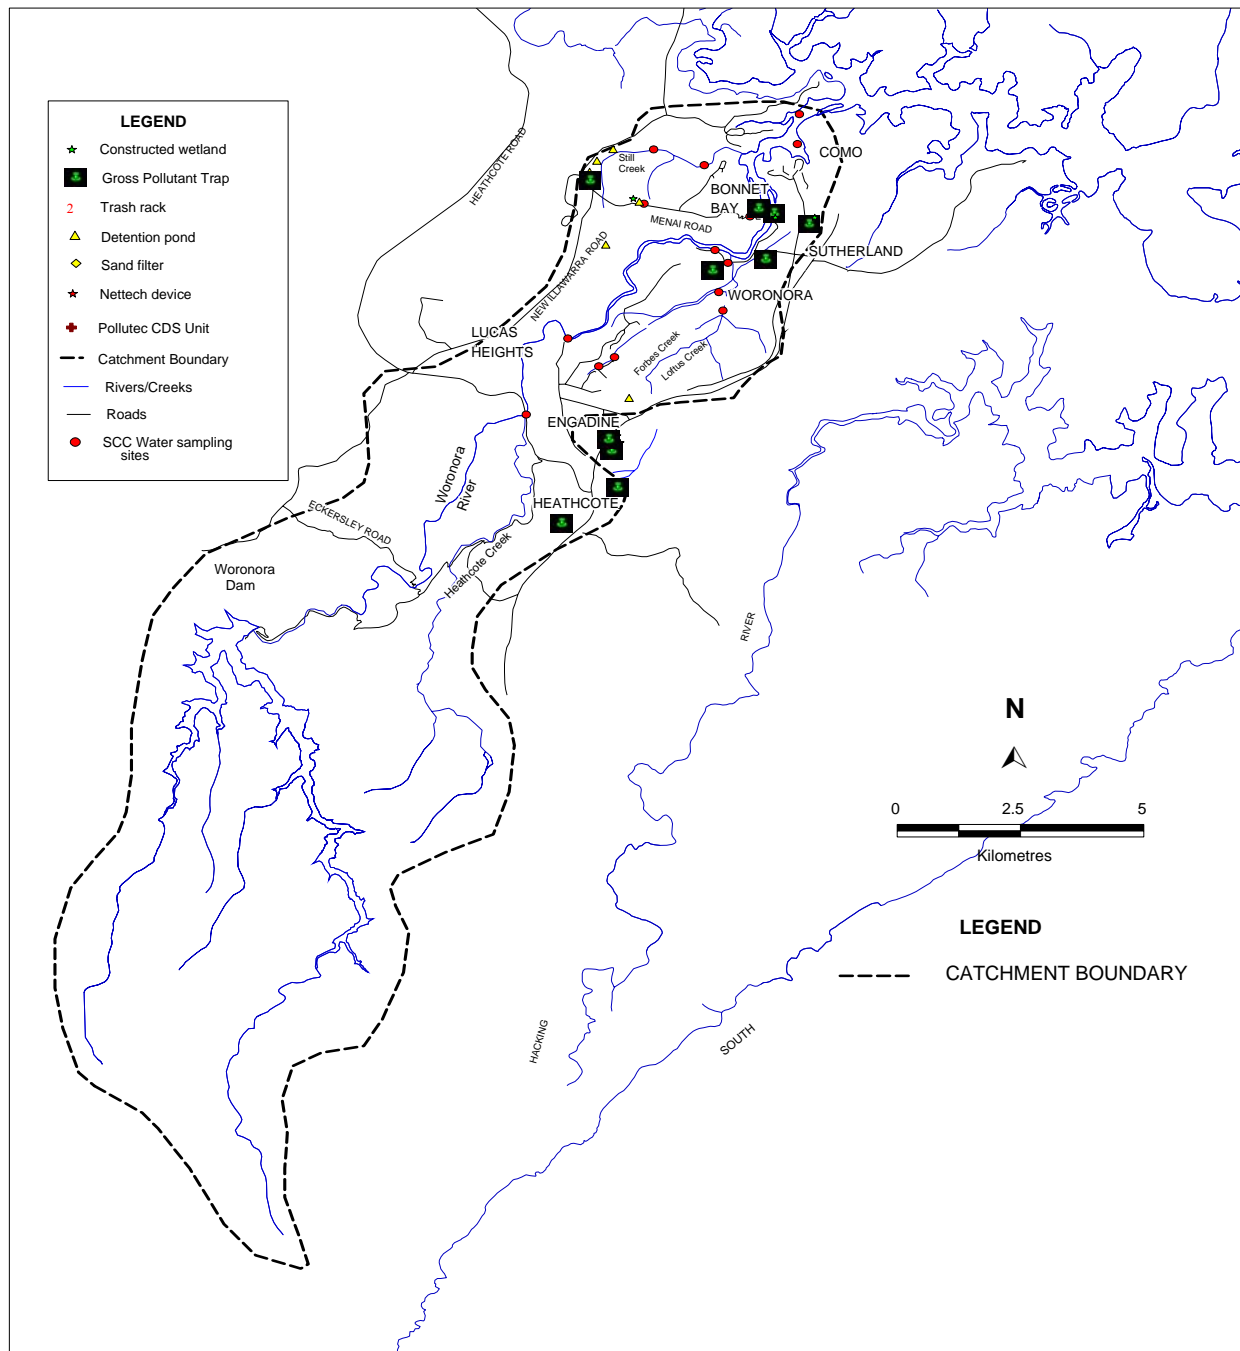 LEGEND
Constructed wetland
Gross Pollutant Trap
2 Trash rack
Detention pond
Sand filter
Nettech device
Pollutec CDS Unit
Catchment Boundary
Rivers/Creeks
Roads
SCC Water sampling
sites
HEATHCOTE ROAD
Still
Creek
COMO
BONNET
BAY
MENAI ROAD
SUTHERLAND
NEW ILLAWARRA ROAD
WORONORA
LUCAS
HEIGHTS
Forbes Creek
Loftus Creek
ENGADINE
Woronora
River
HEATHCOTE
ECKERSLEY ROAD
Heathcote Creek
Woronora
Dam
RIVER
N
0 2.5 5
Kilometres
LEGEND
CATCHMENT BOUNDARY
HACKING
SOUTH